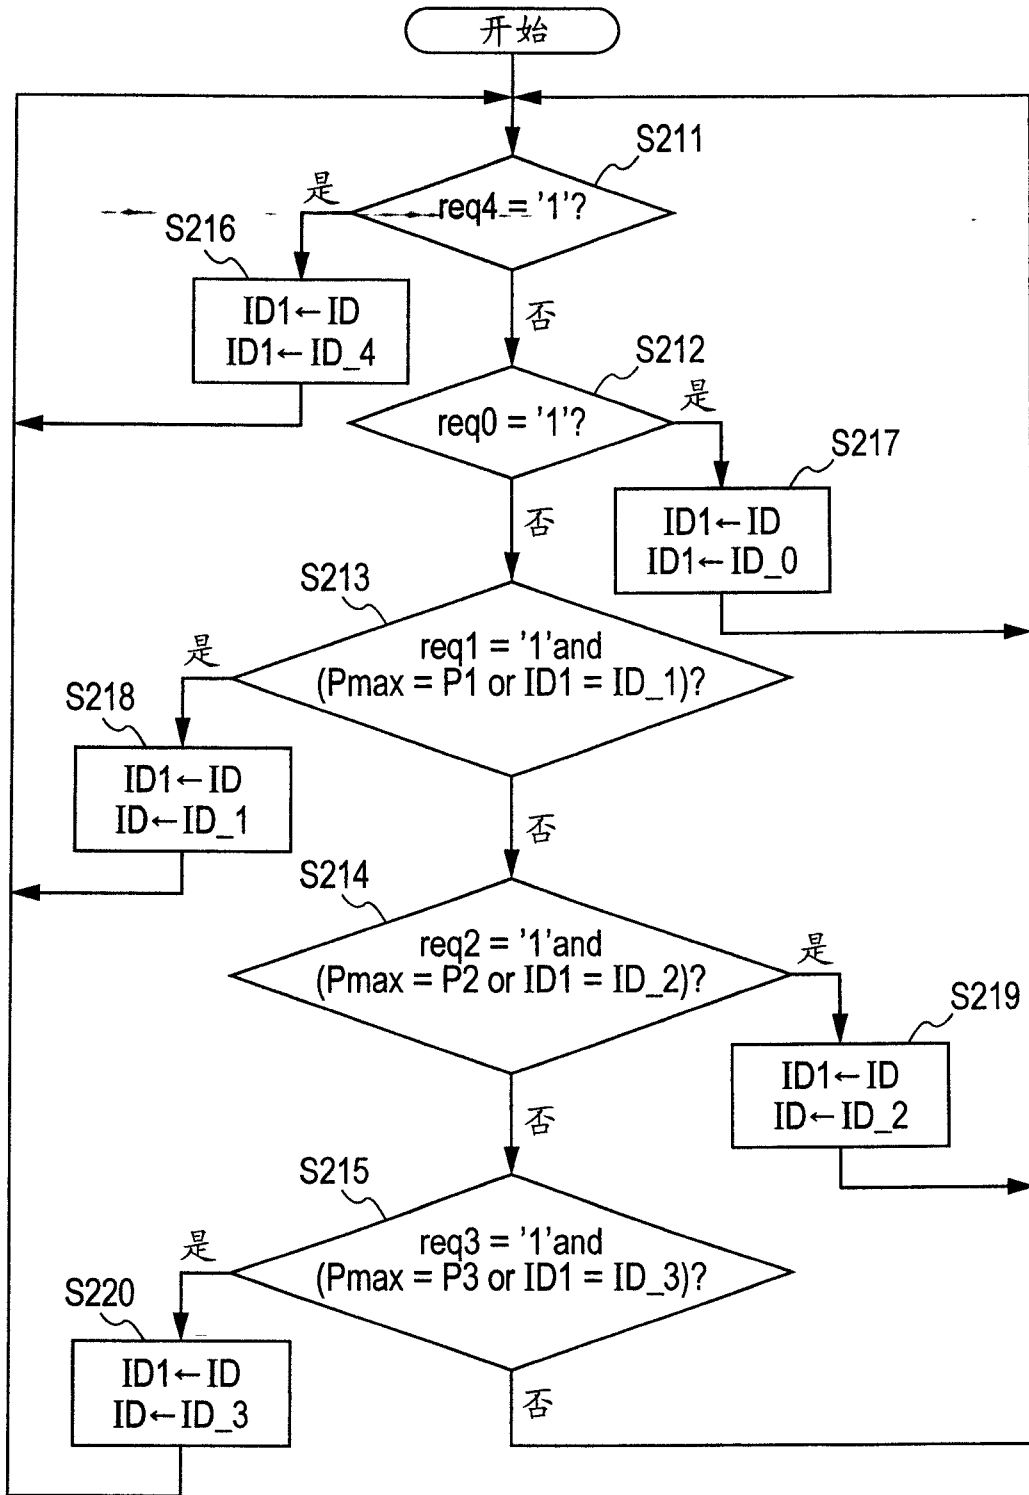 开始
S211
是
req4 = '1'?
S216
ID1←ID
ID1←ID_4
否
S212
req0 = '1'?
是
S217
ID1←ID
ID1←ID_0
否
S213
是
req1 = '1'and
(Pmax = P1 or ID1 = ID_1)?
S218
ID1←ID
ID←ID_1
否
S214
req2 = '1'and
(Pmax = P2 or ID1 = ID_2)?
是
S219
ID1←ID
ID←ID_2
否
S215
是
req3 = '1'and
(Pmax = P3 or ID1 = ID_3)?
S220
ID1←ID
ID←ID_3
否